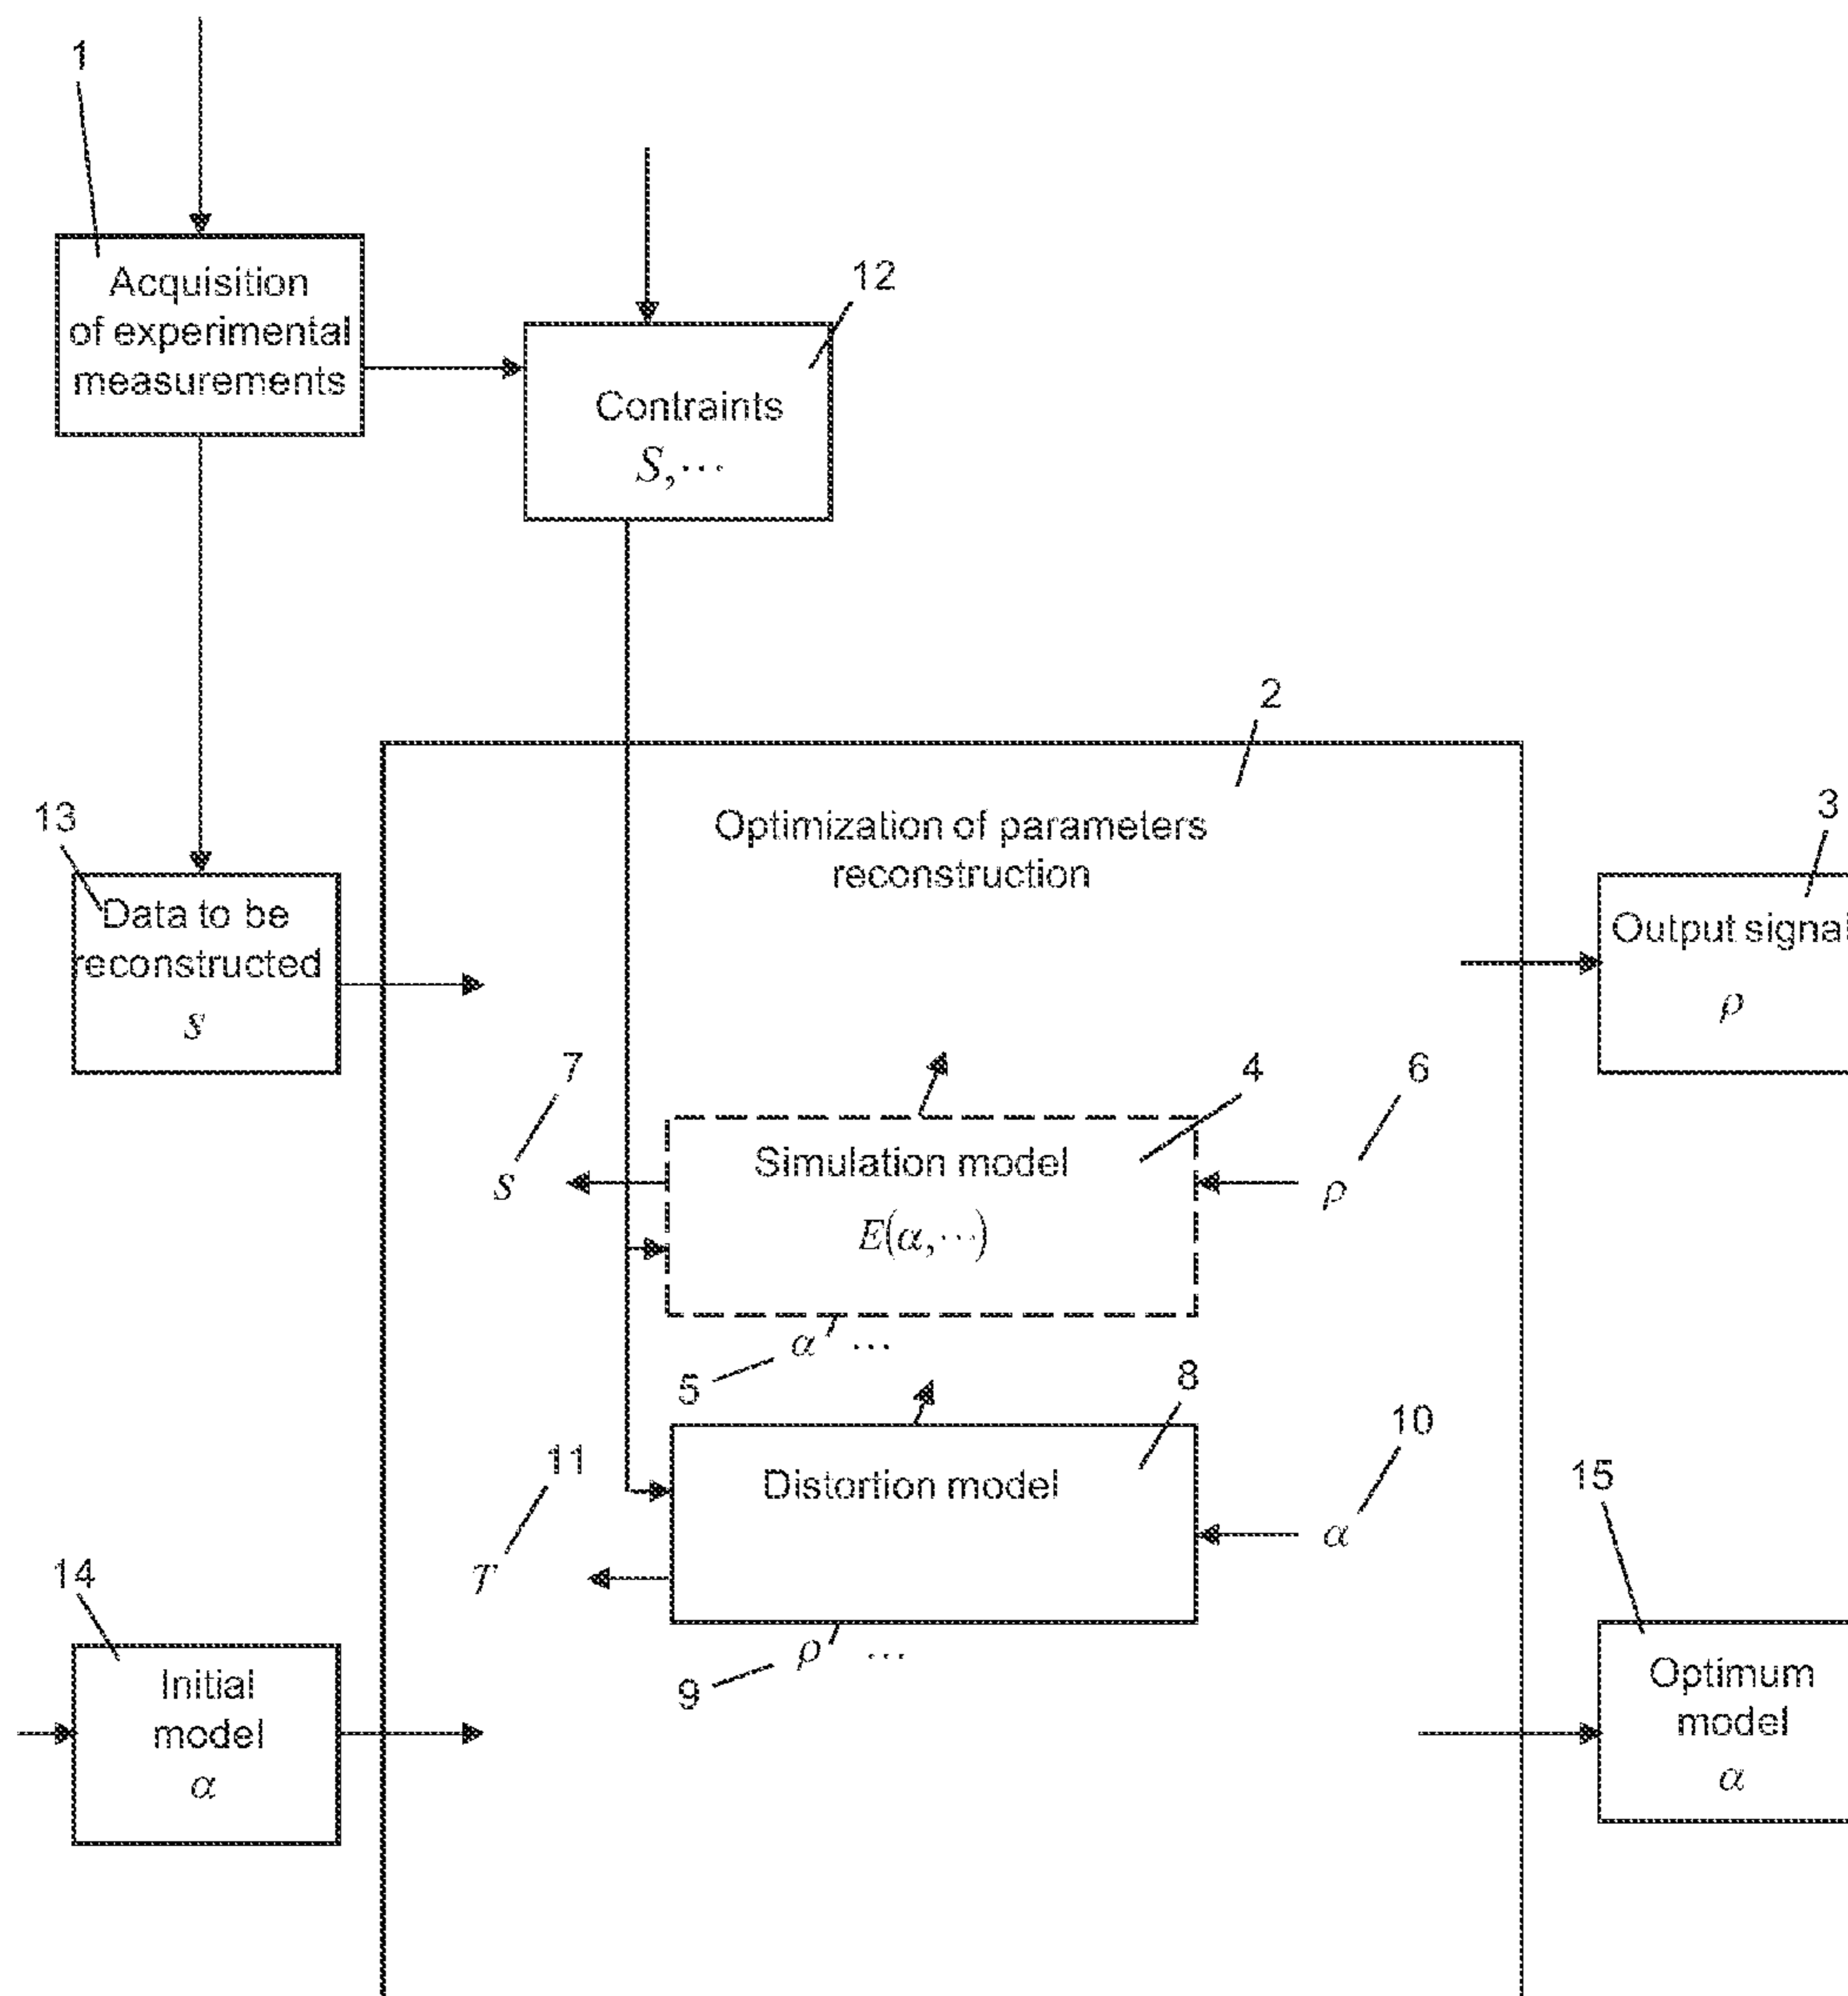 1
Acquisition
of experimental
measurements
12
Contraints
S, ...
2
Optimization of parameters
reconstruction
13
Data to be
reconstructed
s
3
Output signal
ρ
7
s
4
Simulation model
E(α, ...)
6
ρ
5
α ...
8
Distortion model
10
α
11
r
9
ρ ...
14
Initial
model
α
15
Optimum
model
α